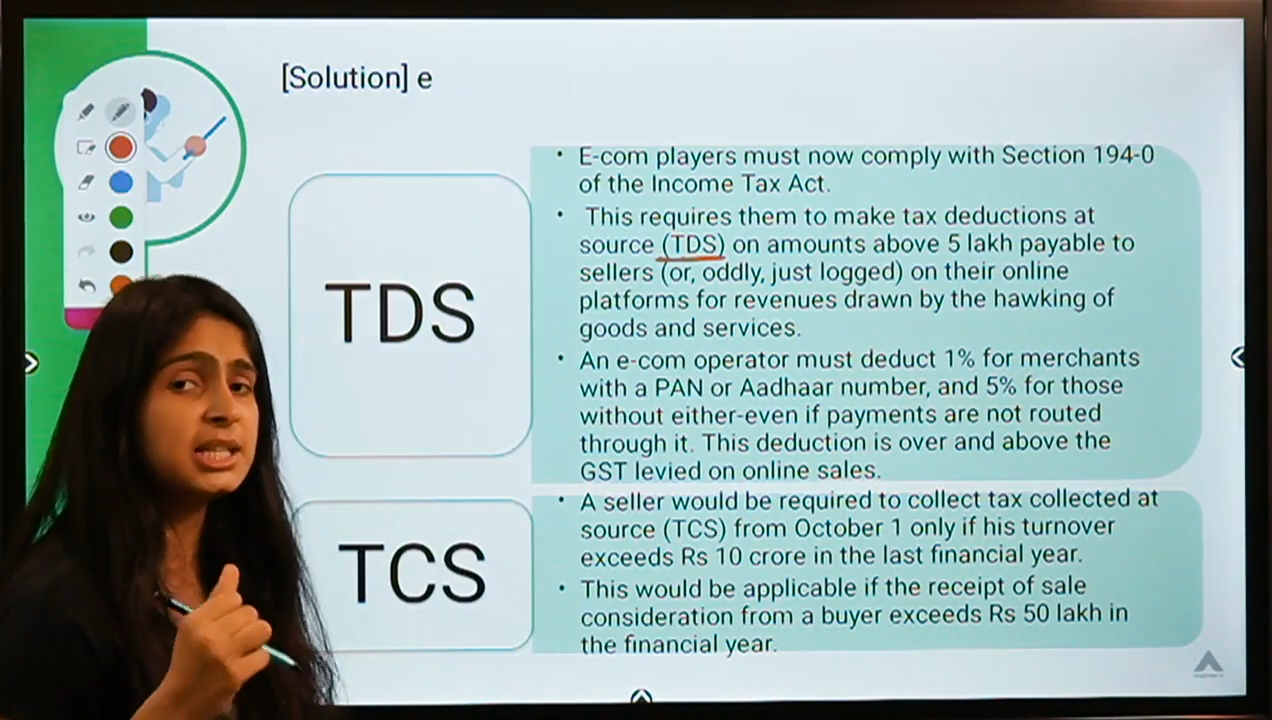 [Solution] e
TDS
• E-com players must now comply with Section 194-0
of the Income Tax Act.
• This requires them to make tax deductions at
source (TDS) on amounts above 5 lakh payable to
sellers (or, oddly, just logged) on their online
platforms for revenues drawn by the hawking of
goods and services.
• An e-com operator must deduct 1% for merchants
with a PAN or Aadhaar number, and 5% for those
without either-even if payments are not routed
through it. This deduction is over and above the
GST levied on online sales.
TCS
• A seller would be required to collect tax collected at
source (TCS) from October 1 only if his turnover
exceeds Rs 10 crore in the last financial year.
• This would be applicable if the receipt of sale
consideration from a buyer exceeds Rs 50 lakh in
the financial year.